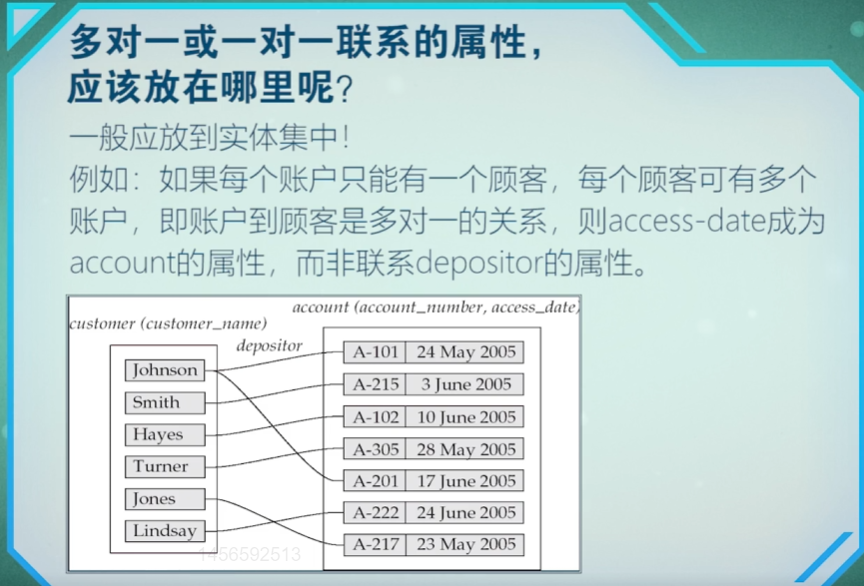 多对一或一对一联系的属性，
应该放在哪里呢?
一般应放到实体集中!
例如：如果每个账户只能有一个顾客，每个顾客可有多个
账户，即账户到顾客是多对一的关系，则access-date成为
account的属性，而非联系depositor的属性。
account (account_number, access_date)
customer (customer_name)
depositor
Johnson
Smith
Hayes
Turner
Jones
Lindsay
A-101 24 May 2005
A-215 3 June 2005
A-102 10 June 2005
A-305 28 May 2005
A-201 17 June 2005
A-222 24 June 2005
A-217 23 May 2005
1456592513